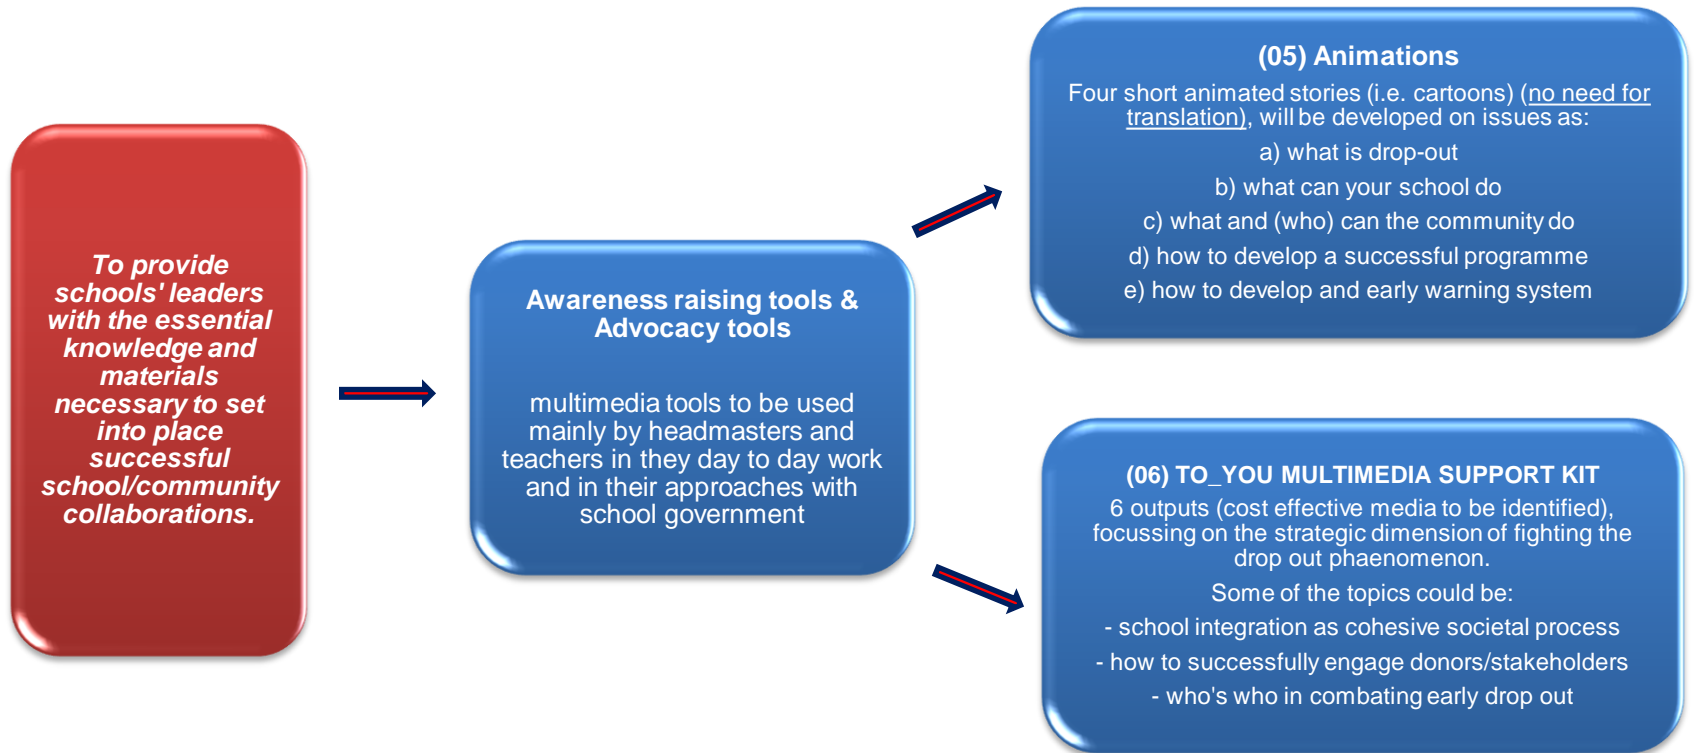 To provide
schools' leaders
with the essential
knowledge and
materials
necessary to set
into place
successful
school/community
collaborations.
Awareness raising tools &
Advocacy tools
multimedia tools to be used
mainly by headmasters and
teachers in they day to day work
and in their approaches with
school government
(05) Animations
Four short animated stories (i.e. cartoons) (no need for
translation), will be developed on issues as:
a) what is drop-out
b) what can your school do
c) what and (who) can the community do
d) how to develop a successful programme
e) how to develop and early warning system
(06) TO_YOU MULTIMEDIA SUPPORT KIT
6 outputs (cost effective media to be identified),
focussing on the strategic dimension of fighting the
drop out phaenomenon.
Some of the topics could be:
- school integration as cohesive societal process
- how to successfully engage donors/stakeholders
- who's who in combating early drop out